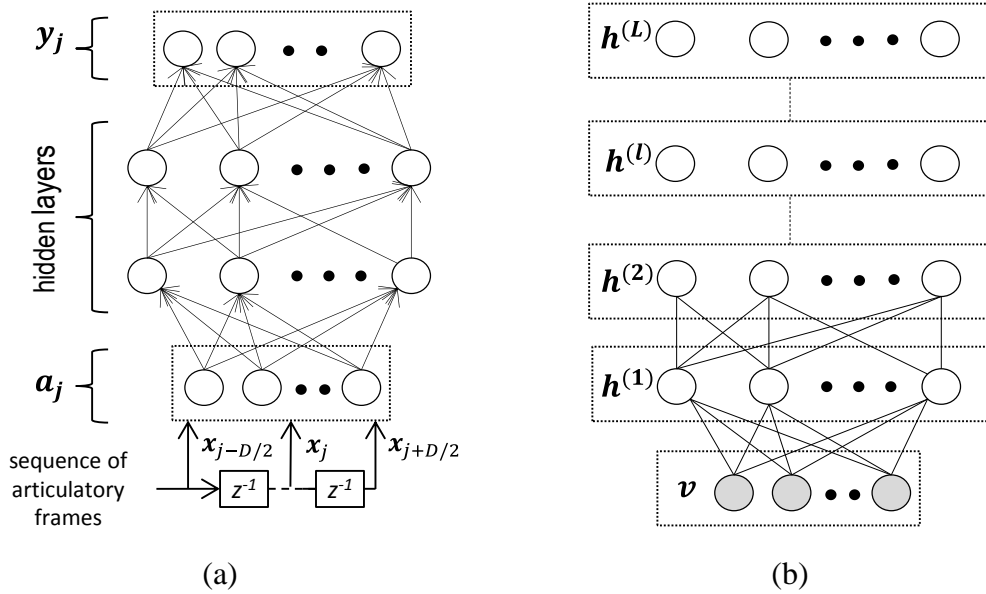 y_j
hidden layers
a_j
x_{j-D/2}
x_j
x_{j+D/2}
sequence of
articulatory
frames
z^{-1}
z^{-1}
(a)
h^{(L)}
h^{(l)}
h^{(2)}
h^{(1)}
v
(b)